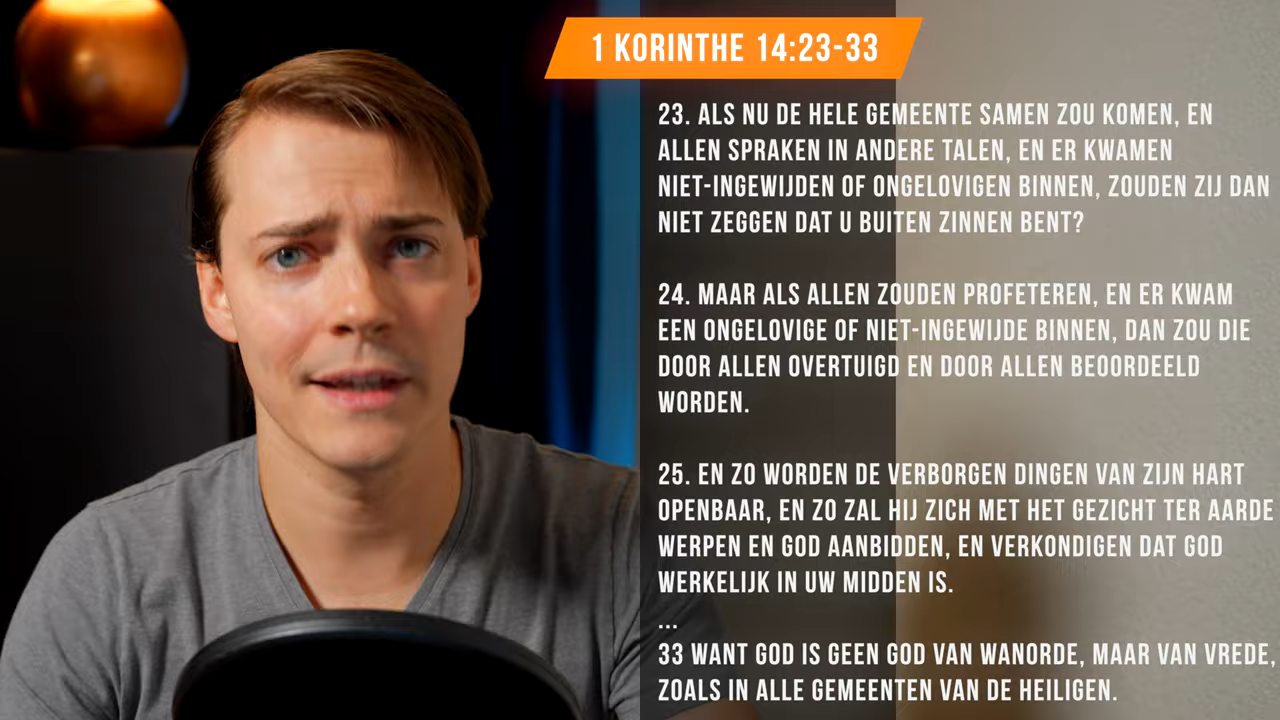 1 KORINTHE 14:23-33
23. ALS NU DE HELE GEMEENTE SAMEN ZOU KOMEN, EN
ALLEN SPRAKEN IN ANDERE TALEN, EN ER KWAMEN
NIET-INGEWIJDEN OF ONGELOVIGEN BINNEN, ZOUDEN ZIJ DAN
NIET ZEGGEN DAT U BUITEN ZINNEN BENT?
24. MAAR ALS ALLEN ZOUDEN PROFETEREN, EN ER KWAM
EEN ONGELOVIGE OF NIET-INGEWIJDE BINNEN, DAN ZOU DIE
DOOR ALLEN OVERTUIGD EN DOOR ALLEN BEOORDEELD
WORDEN.
25. EN ZO WORDEN DE VERBORGEN DINGEN VAN ZIJN HART
OPENBAAR, EN ZO ZAL HIJ ZICH MET HET GEZICHT TER AARDE
WERPEN EN GOD AANBIDDEN, EN VERKONDIGEN DAT GOD
WERKELIJK IN UW MIDDEN IS.
...
33 WANT GOD IS GEEN GOD VAN WANORDE, MAAR VAN VREDE,
ZOALS IN ALLE GEMEENTEN VAN DE HEILIGEN.